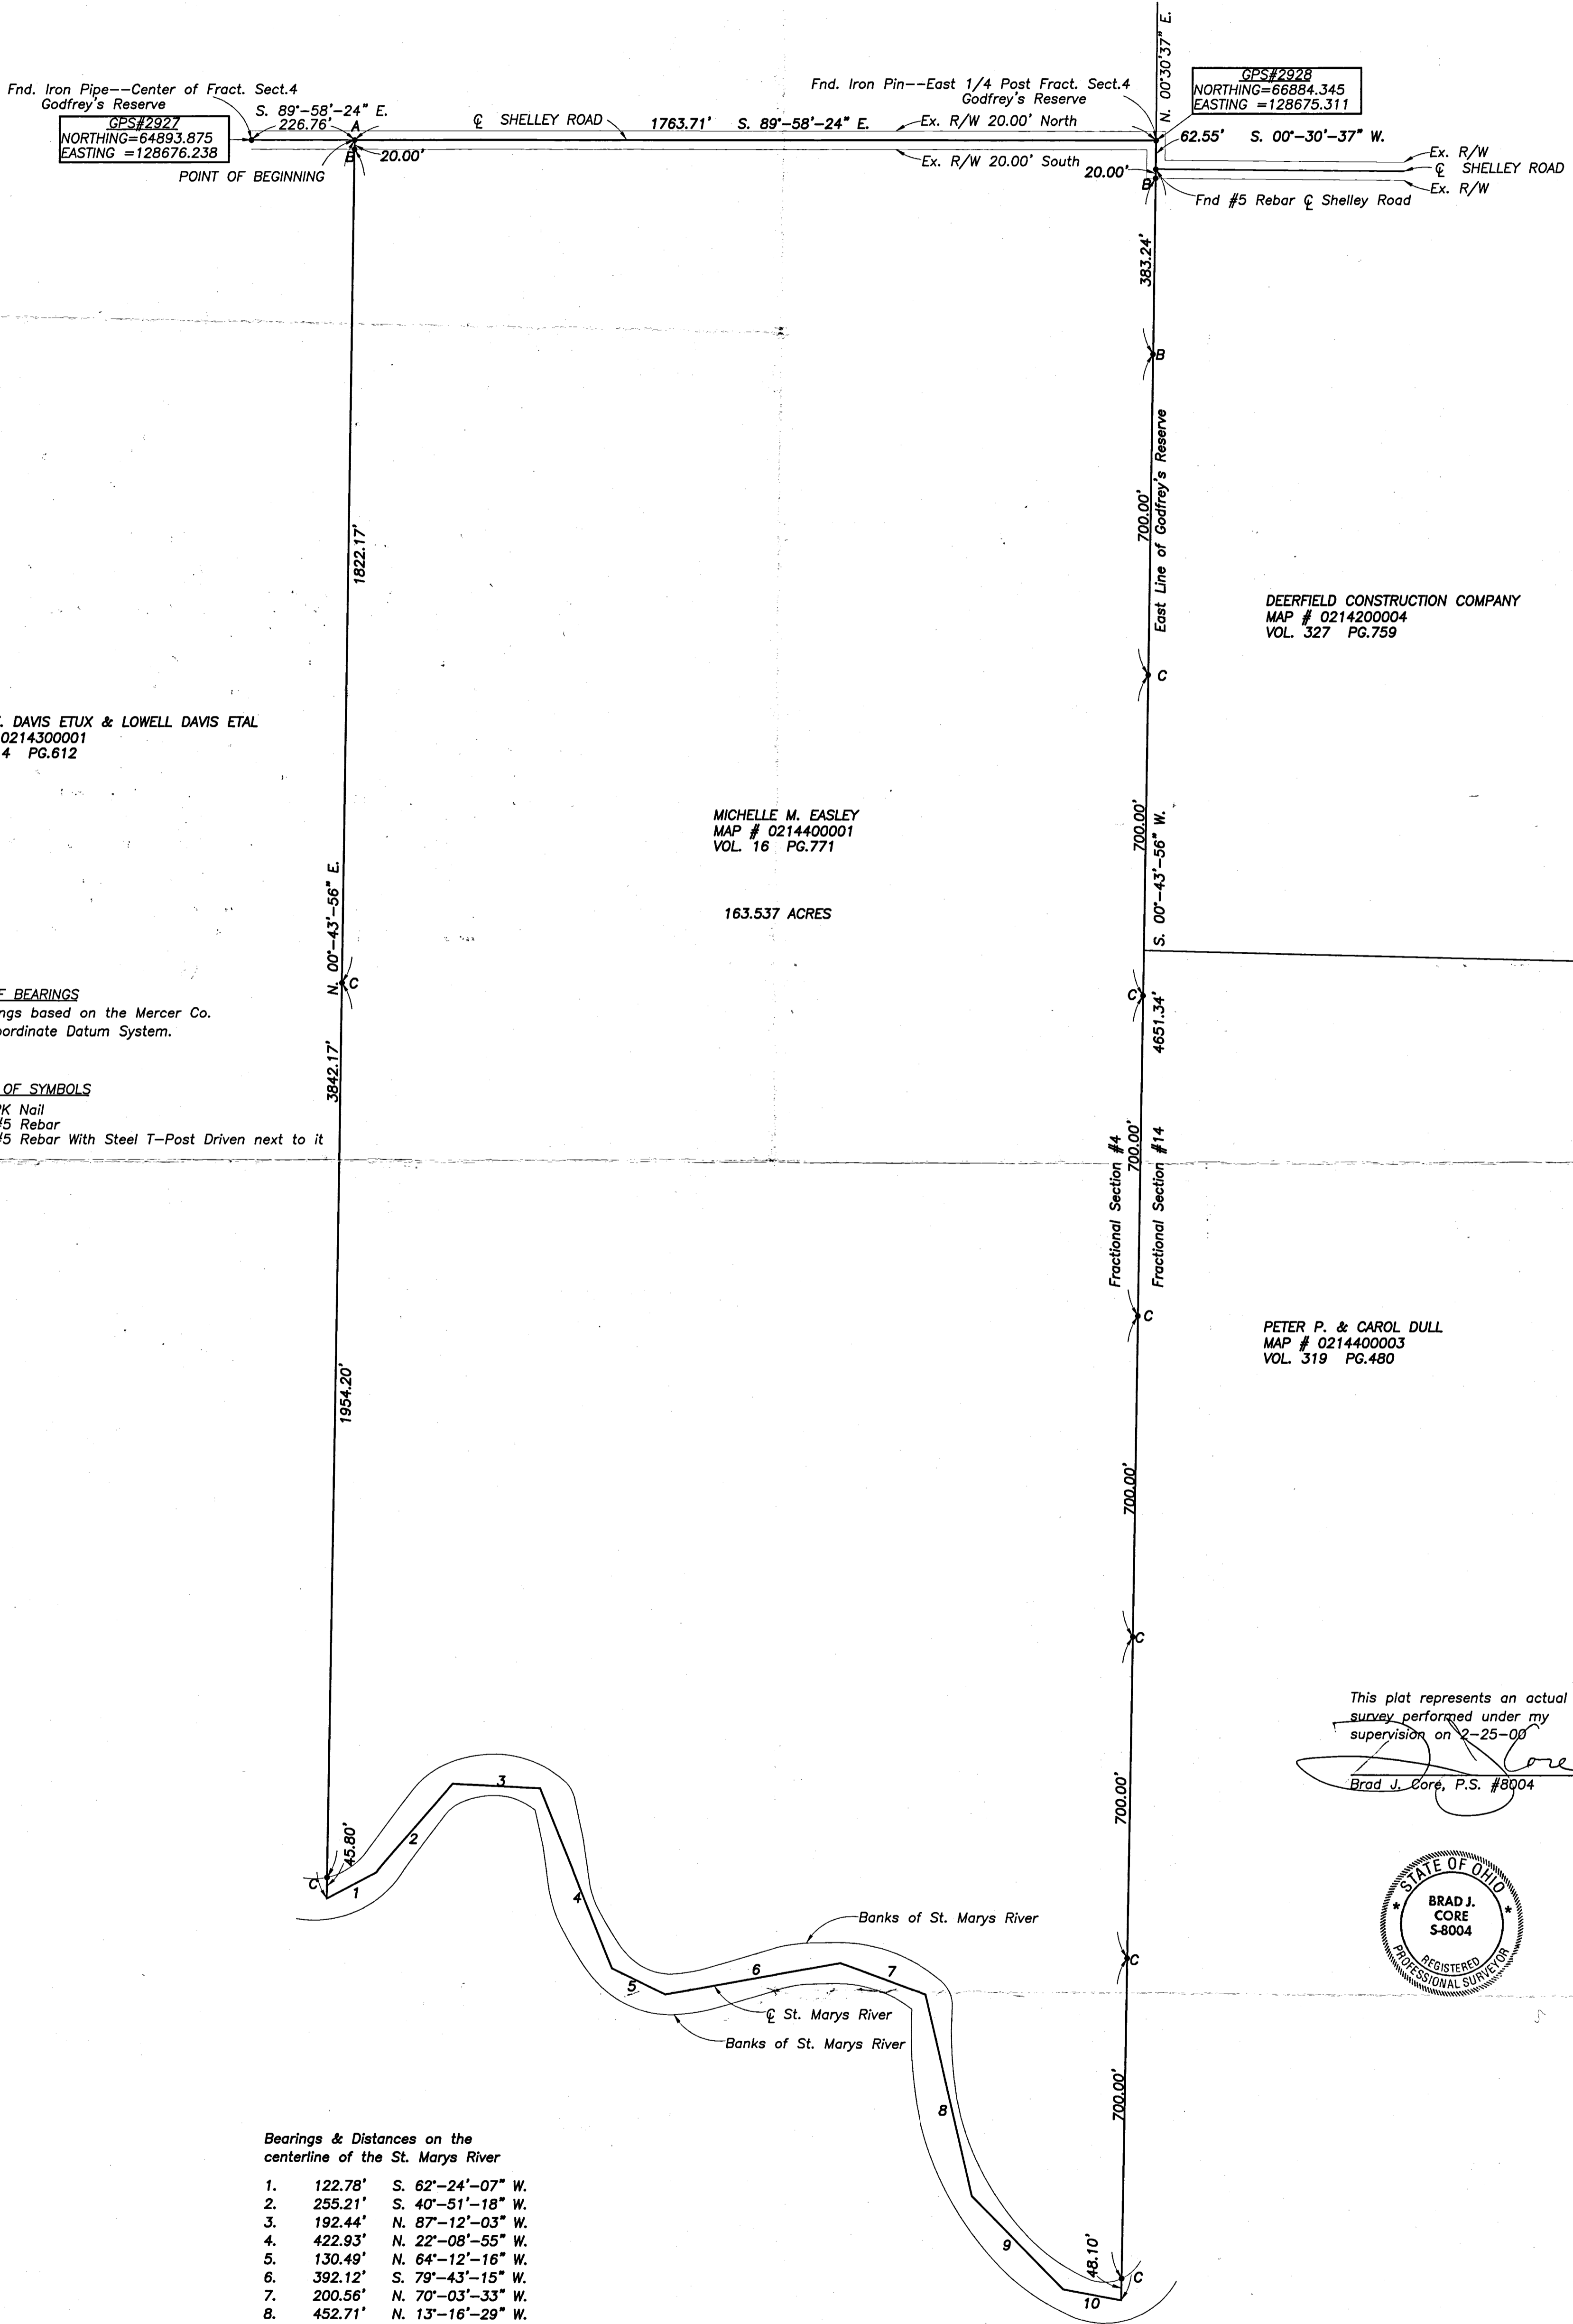 N. 00°30'37" E.
Fnd. Iron Pipe--Center of Fract. Sect.4
Godfrey's Reserve
GPS#2927
NORTHING=64893.875
EASTING =128676.238
S. 89°-58'-24" E.
226.76'
A
B
20.00'
POINT OF BEGINNING
℄ SHELLEY ROAD
1763.71' S. 89°-58'-24" E.
Ex. R/W 20.00' North
Ex. R/W 20.00' South
Fnd. Iron Pin--East 1/4 Post Fract. Sect.4
Godfrey's Reserve
GPS#2928
NORTHING=66884.345
EASTING =128675.311
62.55' S. 00°-30'-37" W.
Ex. R/W
℄ SHELLEY ROAD
Ex. R/W
20.00'
B
Fnd #5 Rebar ℄ Shelley Road
383.24'
B
East Line of Godfrey's Reserve
700.00'
1822.17'
DEERFIELD CONSTRUCTION COMPANY
MAP # 0214200004
VOL. 327 PG.759
C
. DAVIS ETUX & LOWELL DAVIS ETAL
0214300001
4 PG.612
MICHELLE M. EASLEY
MAP # 0214400001
VOL. 16 PG.771
163.537 ACRES
700.00'
S. 00°-43'-56" W.
N. 00°-43'-56" E.
C
C
4651.34'
F BEARINGS
ngs based on the Mercer Co.
oordinate Datum System.
3842.17'
OF SYMBOLS
PK Nail
#5 Rebar
#5 Rebar With Steel T-Post Driven next to it
Fractional Section #4
700.00'
Fractional Section #14
C
PETER P. & CAROL DULL
MAP # 0214400003
VOL. 319 PG.480
1954.20'
700.00'
C
This plat represents an actual
survey performed under my
supervision on 2-25-00
Core
Brad J. Core, P.S. #8004
700.00'
3
2
45.80'
C
1
4
STATE OF OHIO
BRAD J.
CORE
S-8004
REGISTERED
PROFESSIONAL SURVEYOR
Banks of St. Marys River
C
6
7
5
℄ St. Marys River
Banks of St. Marys River
700.00'
8
9
48.10'
C
10
Bearings & Distances on the
centerline of the St. Marys River
1. 122.78' S. 62°-24'-07" W.
2. 255.21' S. 40°-51'-18" W.
3. 192.44' N. 87°-12'-03" W.
4. 422.93' N. 22°-08'-55" W.
5. 130.49' N. 64°-12'-16" W.
6. 392.12' S. 79°-43'-15" W.
7. 200.56' N. 70°-03'-33" W.
8. 452.71' N. 13°-16'-29" W.